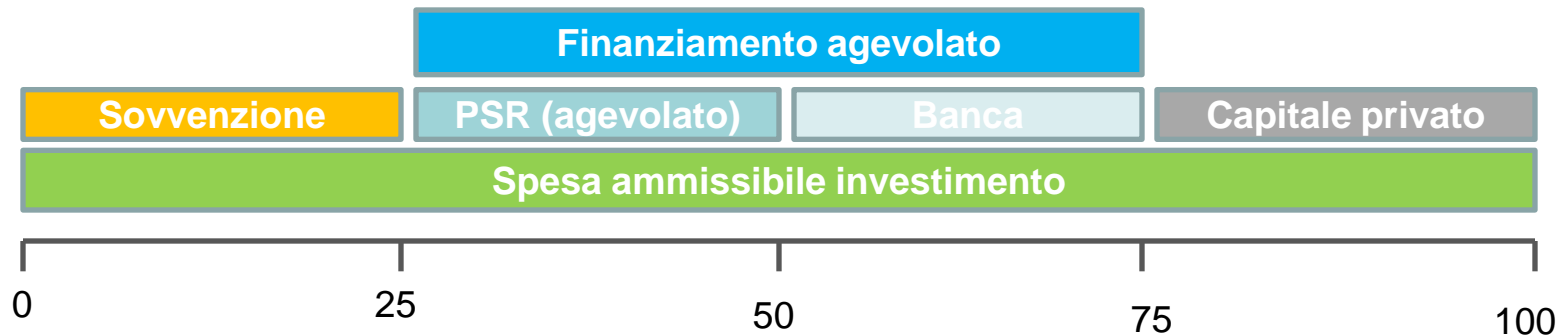 Finanziamento agevolato
Sovvenzione PSR (agevolato) Banca Capitale privato
Spesa ammissibile investimento
0 25 50 75 100